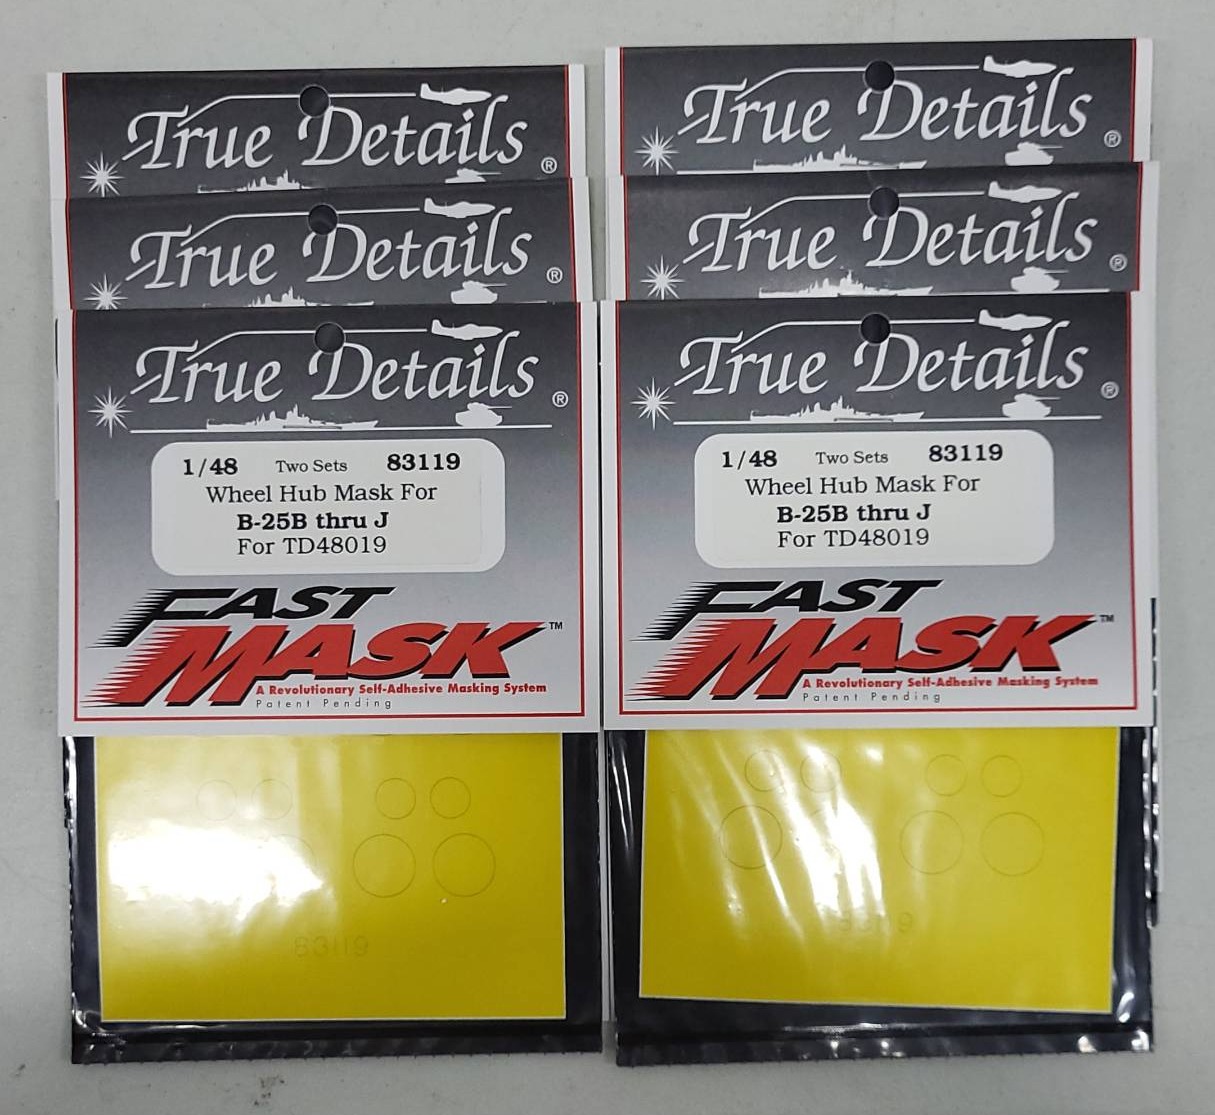 True Details ®
True Details ®
True Details ®
1/48 Two Sets 83119
Wheel Hub Mask For
B-25B thru J
For TD48019
FAST
MASK ™
A Revolutionary Self-Adhesive Masking System
Patent Pending
83119
True Details ®
True Details ®
True Details ®
1/48 Two Sets 83119
Wheel Hub Mask For
B-25B thru J
For TD48019
FAST
MASK ™
A Revolutionary Self-Adhesive Masking System
Patent Pending
83119